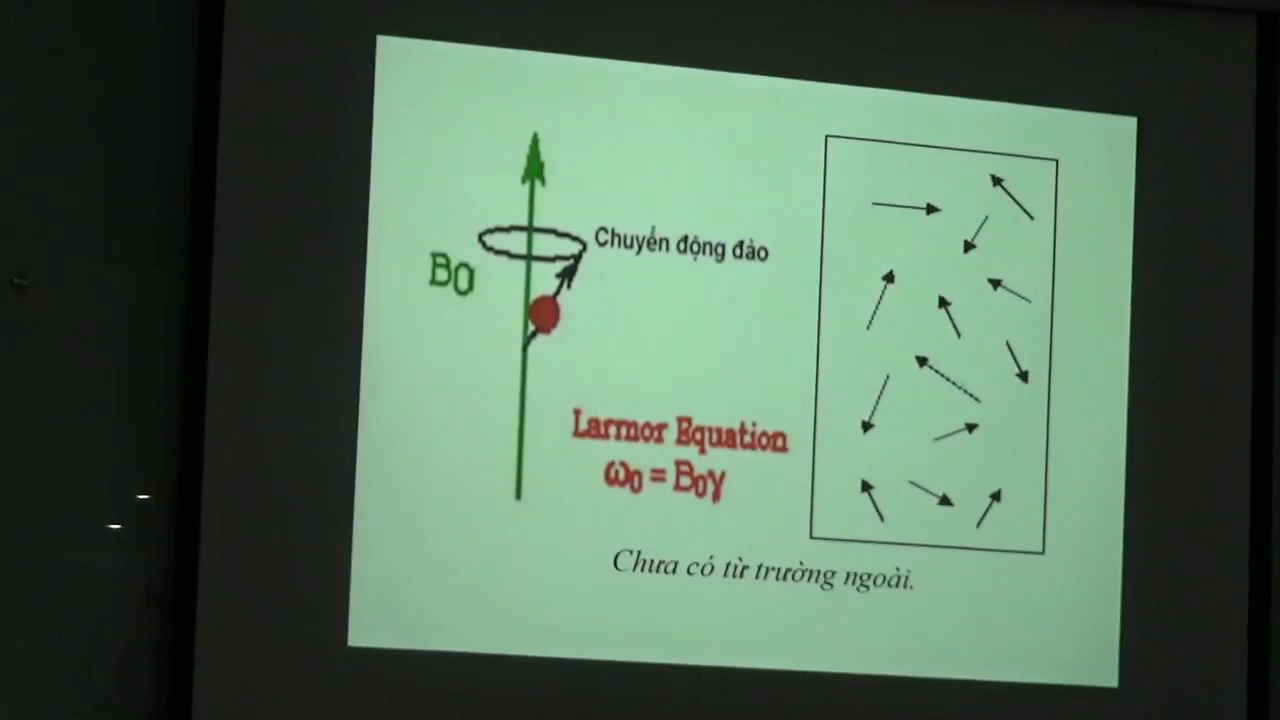 B0
Chuyển động đảo
Larmor Equation
ω0 = B0γ
Chưa có từ trường ngoài.